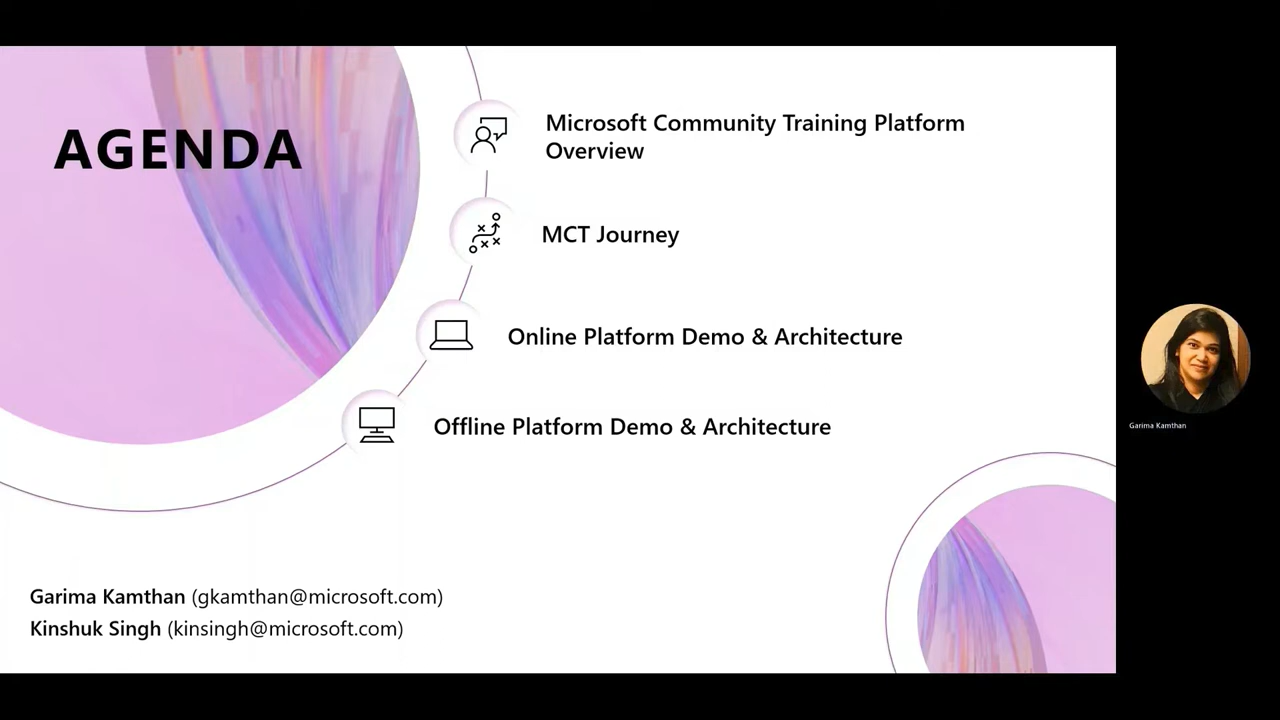 AGENDA
Microsoft Community Training Platform
Overview
MCT Journey
Online Platform Demo & Architecture
Offline Platform Demo & Architecture
Garima Kamthan
Garima Kamthan (gkamthan@microsoft.com)
Kinshuk Singh (kinsingh@microsoft.com)